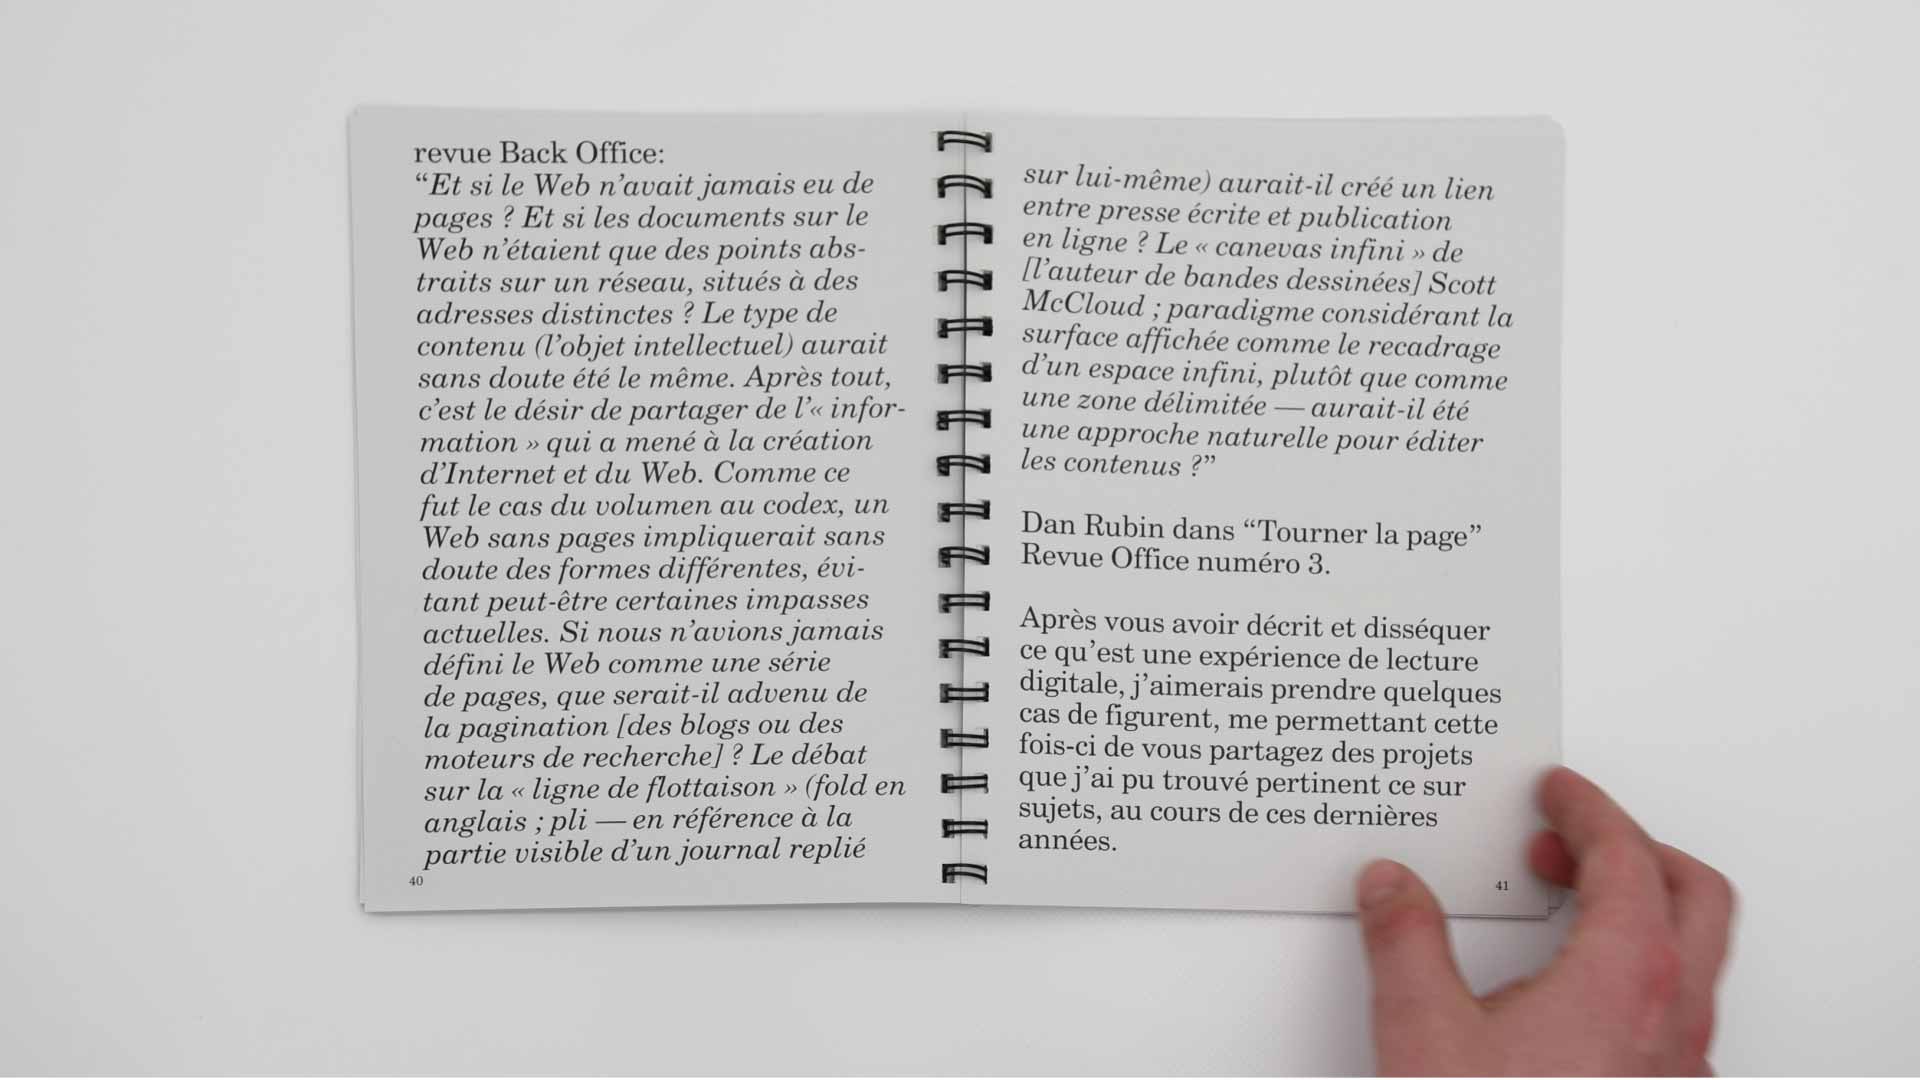 revue Back Office:
“Et si le Web n’avait jamais eu de
pages ? Et si les documents sur le
Web n’étaient que des points abs-
traits sur un réseau, situés à des
adresses distinctes ? Le type de
contenu (l’objet intellectuel) aurait
sans doute été le même. Après tout,
c’est le désir de partager de l’« infor-
mation » qui a mené à la création
d’Internet et du Web. Comme ce
fut le cas du volumen au codex, un
Web sans pages impliquerait sans
doute des formes différentes, évi-
tant peut-être certaines impasses
actuelles. Si nous n’avions jamais
défini le Web comme une série
de pages, que serait-il advenu de
la pagination [des blogs ou des
moteurs de recherche] ? Le débat
sur la « ligne de flottaison » (fold en
anglais ; pli — en référence à la
partie visible d’un journal replié
40
sur lui-même) aurait-il créé un lien
entre presse écrite et publication
en ligne ? Le « canevas infini » de
[l’auteur de bandes dessinées] Scott
McCloud ; paradigme considérant la
surface affichée comme le recadrage
d’un espace infini, plutôt que comme
une zone délimitée — aurait-il été
une approche naturelle pour éditer
les contenus ?”
Dan Rubin dans “Tourner la page”
Revue Office numéro 3.
Après vous avoir décrit et disséquer
ce qu’est une expérience de lecture
digitale, j’aimerais prendre quelques
cas de figurent, me permettant cette
fois-ci de vous partagez des projets
que j’ai pu trouvé pertinent ce sur
sujets, au cours de ces dernières
années.
41